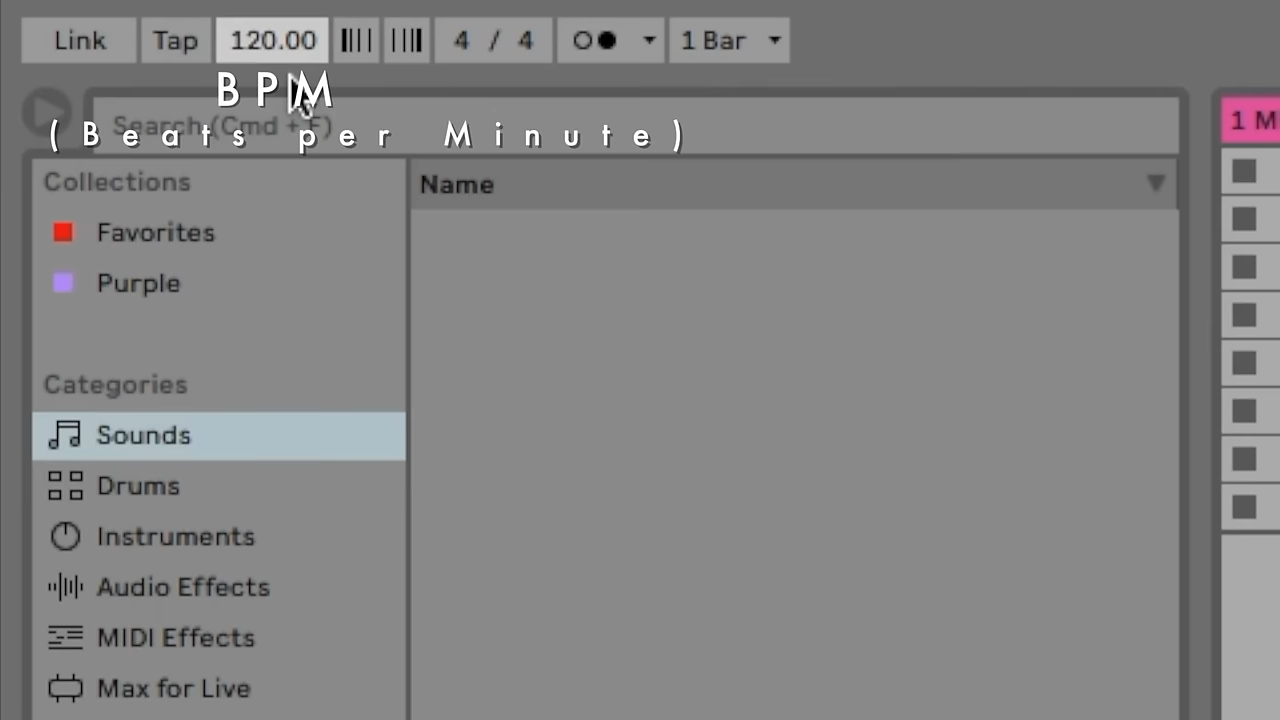 Link Tap 120.00 4 / 4 1 Bar
BPM
Search (Cmd + F)
(Beats per Minute)
1 M
Collections
Name
Favorites
Purple
Categories
Sounds
Drums
Instruments
Audio Effects
MIDI Effects
Max for Live